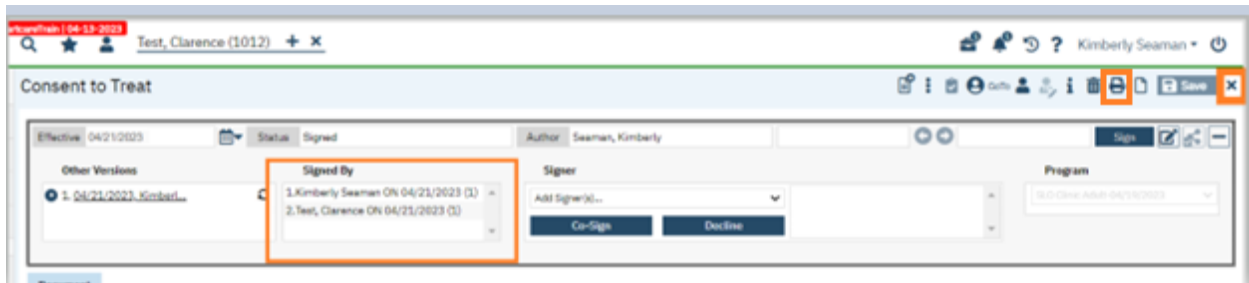 04-13-2023
Test, Clarence (1012)
? Kimberly Seaman
Consent to Treat
Save
Effective 04/21/2023 Status Signed Author Seaman, Kimberly Sign
Other Versions Signed By Signer Program
1. 04/21/2023, Kimberl... 1.Kimberly Seaman ON 04/21/2023 (1) Add Signer(s)...
2.Test, Clarence ON 04/21/2023 (1)
Co-Sign Decline